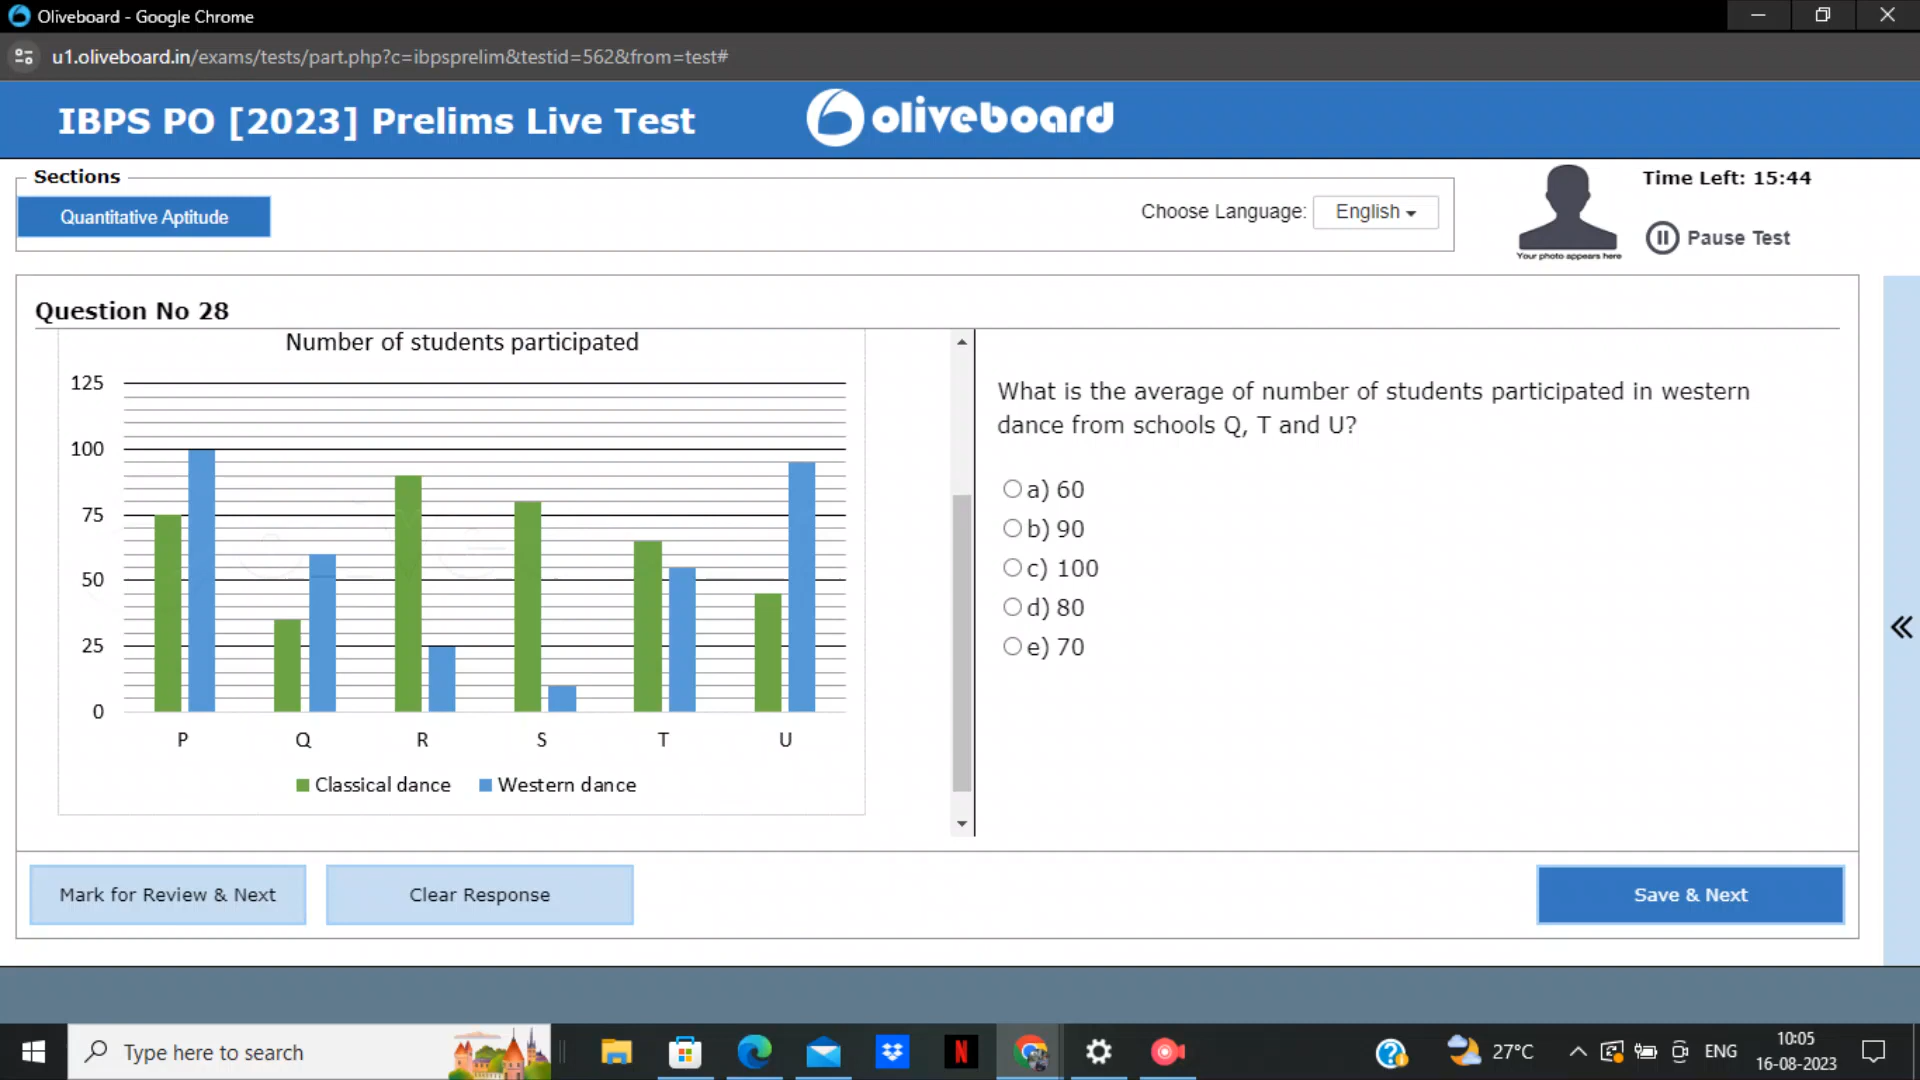 Oliveboard - Google Chrome
u1.oliveboard.in/exams/tests/part.php?c=ibpsprelim&testid=562&from=test#
IBPS PO [2023] Prelims Live Test
oliveboard
Sections
Quantitative Aptitude
Choose Language:
English
Your photo appears here
Time Left: 15:44
Pause Test
Question No 28
Number of students participated
125
100
75
50
25
0
P Q R S T U
Classical dance Western dance
What is the average of number of students participated in western
dance from schools Q, T and U?
a) 60
b) 90
c) 100
d) 80
e) 70
Mark for Review & Next
Clear Response
Save & Next
Type here to search
27°C
ENG
10:05
16-08-2023